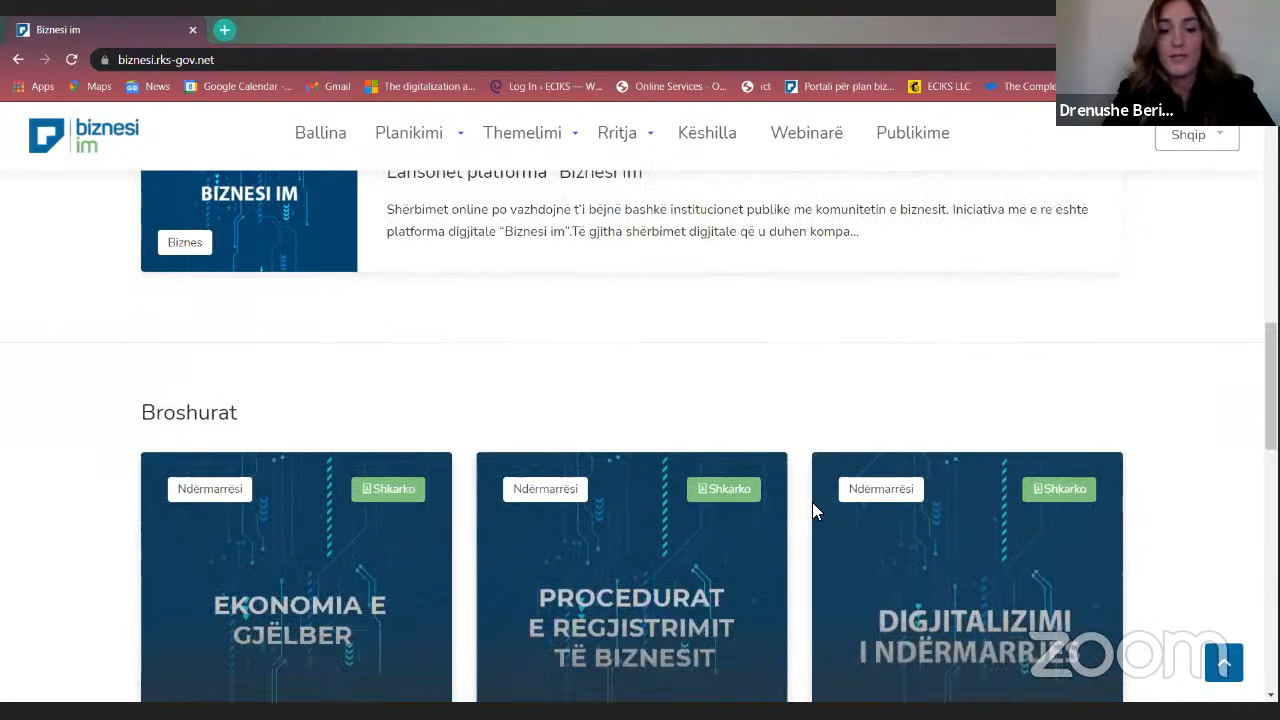 Biznesi im
biznesi.rks-gov.net
Apps Maps News Google Calendar -... Gmail The digitalization a... Log In ‹ ECIKS — W... Online Services - O... ict Portali për plan biz... ECIKS LLC The Comple
Drenushe Beri...
biznesi
im
Ballina Planikimi Themelimi Rritja Këshilla Webinarë Publikime
Shqip
Lansohet platforma "Biznesi im"
BIZNESI IM
Shërbimet online po vazhdojnë t'i bëjnë bashkë institucionet publike me komunitetin e biznesit. Iniciativa më e re është
platforma digjitale "Biznesi im".Të gjitha shërbimet digjitale që u duhen kompa...
Biznes
Broshurat
Ndërmarrësi Shkarko Ndërmarrësi Shkarko Ndërmarrësi Shkarko
EKONOMIA E
GJËLBER
PROCEDURAT
E REGJISTRIMIT
TË BIZNESIT
DIGJITALIZIMI
I NDËRMARRJES
zoom